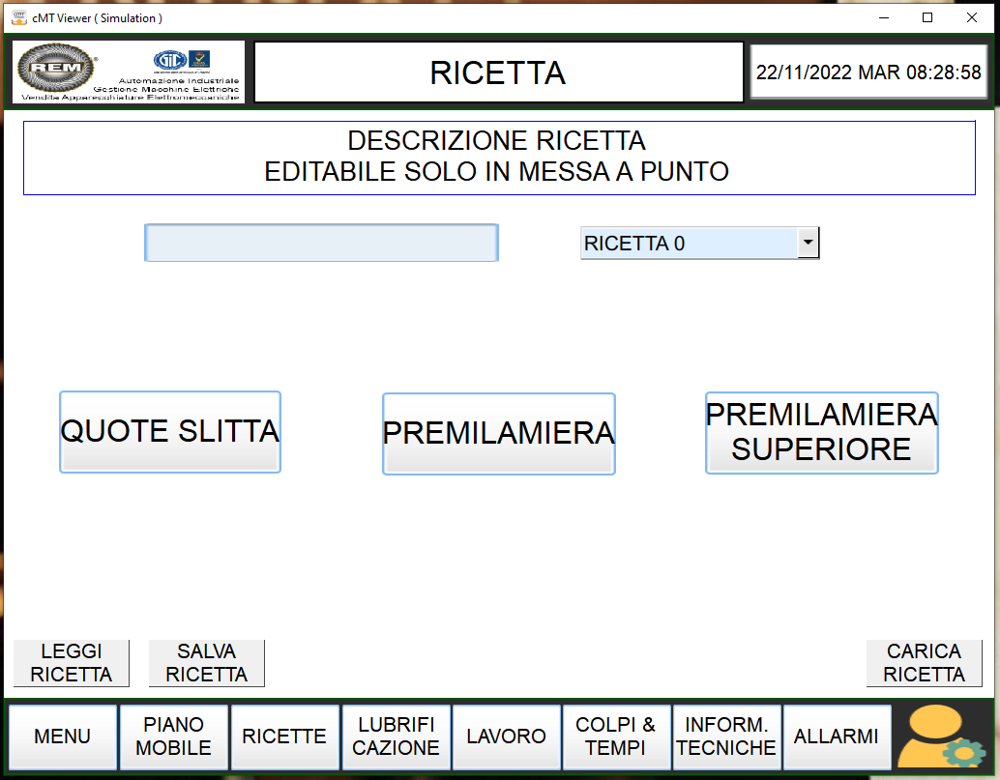 cMT Viewer ( Simulation )
REM
Automazione Industriale
Gestione Macchine Elettriche
Vendita Apparecchiature Elettromeccaniche
RICETTA
22/11/2022 MAR 08:28:58
DESCRIZIONE RICETTA
EDITABILE SOLO IN MESSA A PUNTO
RICETTA 0
QUOTE SLITTA
PREMILAMIERA
PREMILAMIERA
SUPERIORE
LEGGI
RICETTA
SALVA
RICETTA
CARICA
RICETTA
MENU
PIANO
MOBILE
RICETTE
LUBRIFI
CAZIONE
LAVORO
COLPI &
TEMPI
INFORM.
TECNICHE
ALLARMI